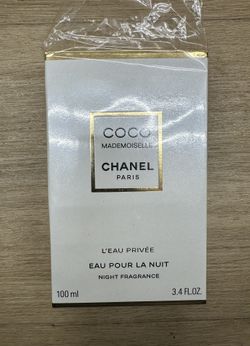 COCO
MADEMOISELLE
CHANEL
PARIS
L'EAU PRIVÉE
EAU POUR LA NUIT
NIGHT FRAGRANCE
100 ml 3.4 FL.OZ.